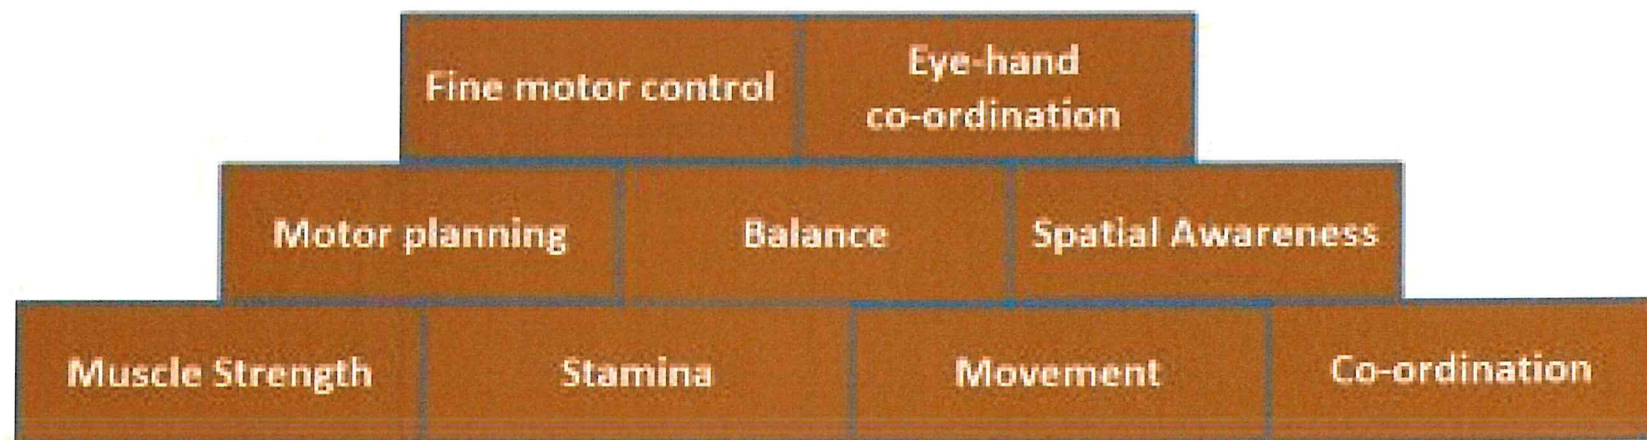 Fine motor control
Eye-hand
co-ordination
Motor planning
Balance
Spatial Awareness
Muscle Strength
Stamina
Movement
Co-ordination